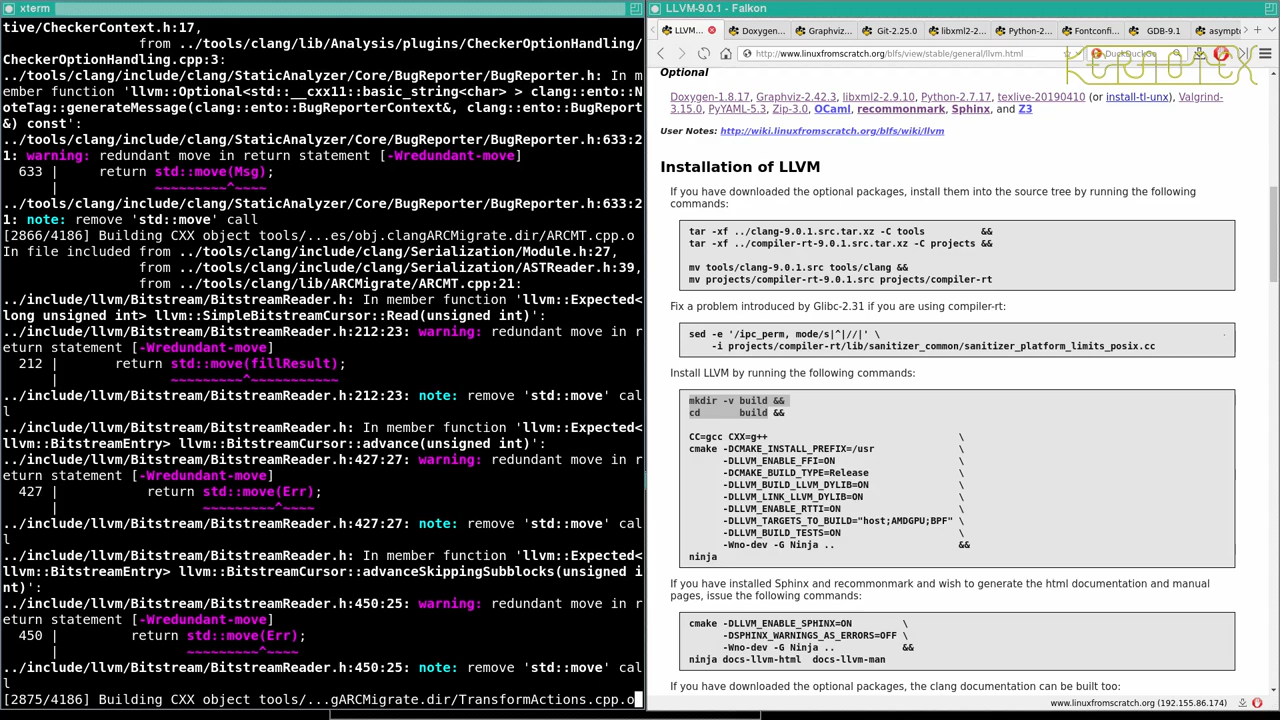 xterm
tive/CheckerContext.h:17,
                 from ../tools/clang/lib/Analysis/plugins/CheckerOptionHandling/
CheckerOptionHandling.cpp:3:
../tools/clang/include/clang/StaticAnalyzer/Core/BugReporter/BugReporter.h: In m
ember function 'llvm::Optional<std::__cxx11::basic_string<char> > clang::ento::N
oteTag::generateMessage(clang::ento::BugReporterContext&, clang::ento::BugReport
&) const':
../tools/clang/include/clang/StaticAnalyzer/Core/BugReporter/BugReporter.h:633:2
1: warning: redundant move in return statement [-Wredundant-move]
  633 |     return std::move(Msg);
      |            ~~~~~~~~~^~~~~
../tools/clang/include/clang/StaticAnalyzer/Core/BugReporter/BugReporter.h:633:2
1: note: remove 'std::move' call
[2866/4186] Building CXX object tools/...es/obj.clangARCMigrate.dir/ARCMT.cpp.o
In file included from ../tools/clang/include/clang/Serialization/Module.h:27,
                 from ../tools/clang/include/clang/Serialization/ASTReader.h:39,
                 from ../tools/clang/lib/ARCMigrate/ARCMT.cpp:21:
../include/llvm/Bitstream/BitstreamReader.h: In member function 'llvm::Expected<
long unsigned int> llvm::SimpleBitstreamCursor::Read(unsigned int)':
../include/llvm/Bitstream/BitstreamReader.h:212:23: warning: redundant move in r
eturn statement [-Wredundant-move]
  212 |       return std::move(fillResult);
      |              ~~~~~~~~~^~~~~~~~~~~~
../include/llvm/Bitstream/BitstreamReader.h:212:23: note: remove 'std::move' cal
l
../include/llvm/Bitstream/BitstreamReader.h: In member function 'llvm::Expected<
llvm::BitstreamEntry> llvm::BitstreamCursor::advance(unsigned int)':
../include/llvm/Bitstream/BitstreamReader.h:427:27: warning: redundant move in r
eturn statement [-Wredundant-move]
  427 |           return std::move(Err);
      |                  ~~~~~~~~~^~~~~
../include/llvm/Bitstream/BitstreamReader.h:427:27: note: remove 'std::move' cal
l
../include/llvm/Bitstream/BitstreamReader.h: In member function 'llvm::Expected<
llvm::BitstreamEntry> llvm::BitstreamCursor::advanceSkippingSubblocks(unsigned i
nt)':
../include/llvm/Bitstream/BitstreamReader.h:450:25: warning: redundant move in r
eturn statement [-Wredundant-move]
  450 |         return std::move(Err);
      |                ~~~~~~~~~^~~~~
../include/llvm/Bitstream/BitstreamReader.h:450:25: note: remove 'std::move' cal
l
[2875/4186] Building CXX object tools/...gARCMigrate.dir/TransformActions.cpp.o
LLVM-9.0.1 - Falkon
LLVM... Doxygen... Graphviz... Git-2.25.0 libxml2-2... Python-2... Fontconfi... GDB-9.1 asympto
http://www.linuxfromscratch.org/blfs/view/stable/general/llvm.html DuckDuckGo
KERNOTEX
Optional
Doxygen-1.8.17, Graphviz-2.42.3, libxml2-2.9.10, Python-2.7.17, texlive-20190410 (or install-tl-unx), Valgrind-
3.15.0, PyYAML-5.3, Zip-3.0, OCaml, recommonmark, Sphinx, and Z3
User Notes: http://wiki.linuxfromscratch.org/blfs/wiki/llvm
Installation of LLVM
If you have downloaded the optional packages, install them into the source tree by running the following
commands:
tar -xf ../clang-9.0.1.src.tar.xz -C tools          &&
tar -xf ../compiler-rt-9.0.1.src.tar.xz -C projects &&
mv tools/clang-9.0.1.src tools/clang &&
mv projects/compiler-rt-9.0.1.src projects/compiler-rt
Fix a problem introduced by Glibc-2.31 if you are using compiler-rt:
sed -e '/ipc_perm, mode/s|^|//|' \
    -i projects/compiler-rt/lib/sanitizer_common/sanitizer_platform_limits_posix.cc
Install LLVM by running the following commands:
mkdir -v build &&
cd       build &&
CC=gcc CXX=g++                                  \
cmake -DCMAKE_INSTALL_PREFIX=/usr               \
      -DLLVM_ENABLE_FFI=ON                      \
      -DCMAKE_BUILD_TYPE=Release                \
      -DLLVM_BUILD_LLVM_DYLIB=ON                \
      -DLLVM_LINK_LLVM_DYLIB=ON                 \
      -DLLVM_ENABLE_RTTI=ON                     \
      -DLLVM_TARGETS_TO_BUILD="host;AMDGPU;BPF" \
      -DLLVM_BUILD_TESTS=ON                     \
      -Wno-dev -G Ninja ..                      &&
ninja
If you have installed Sphinx and recommonmark and wish to generate the html documentation and manual
pages, issue the following commands:
cmake -DLLVM_ENABLE_SPHINX=ON         \
      -DSPHINX_WARNINGS_AS_ERRORS=OFF \
      -Wno-dev -G Ninja ..            &&
ninja docs-llvm-html  docs-llvm-man
If you have downloaded the optional packages, the clang documentation can be built too:
www.linuxfromscratch.org (192.155.86.174)